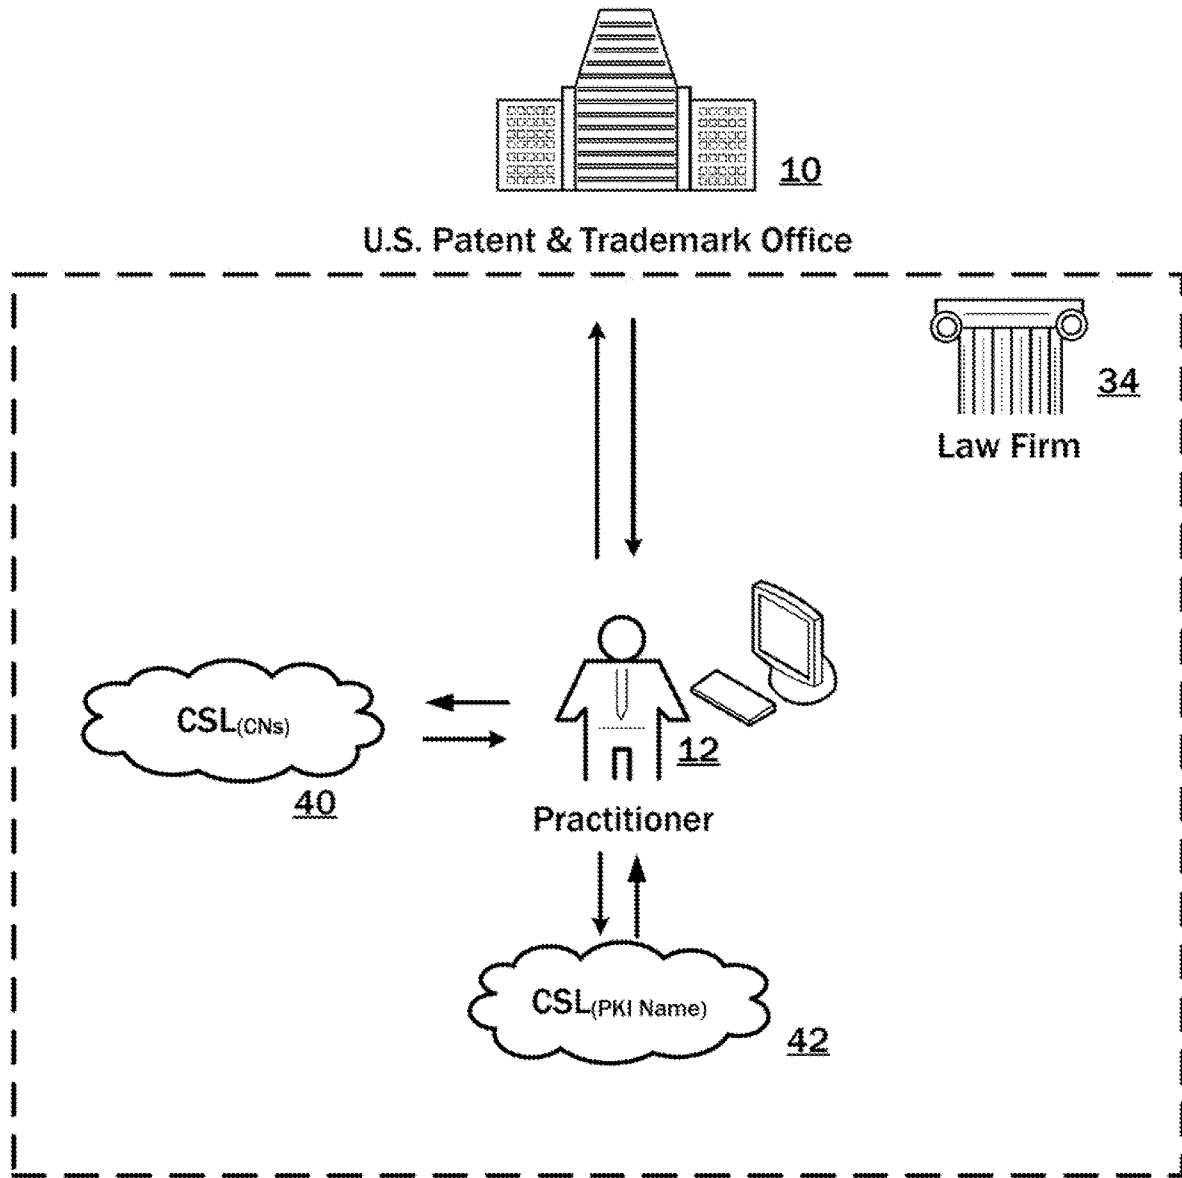 10
U.S. Patent & Trademark Office
34
Law Firm
CSL(CNs)
12
40
Practitioner
CSL(PKI Name)
42